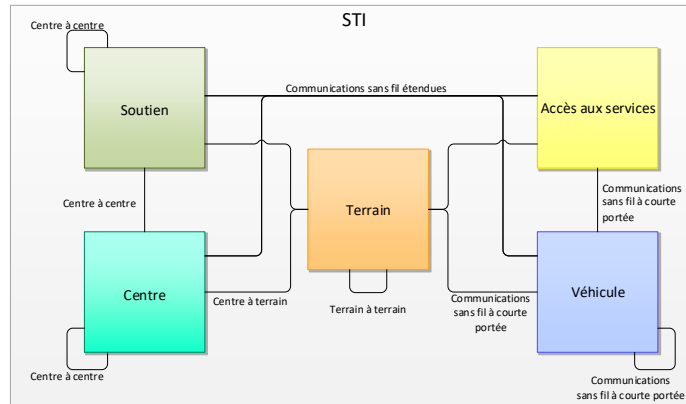 STI
Centre à centre
Soutien
Communications sans fil étendues
Accès aux services
Centre à centre
Terrain
Communications
sans fil à courte
portée
Centre
Centre à terrain
Terrain à terrain
Communications
sans fil à courte
portée
Véhicule
Centre à centre
Communications
sans fil à courte portée